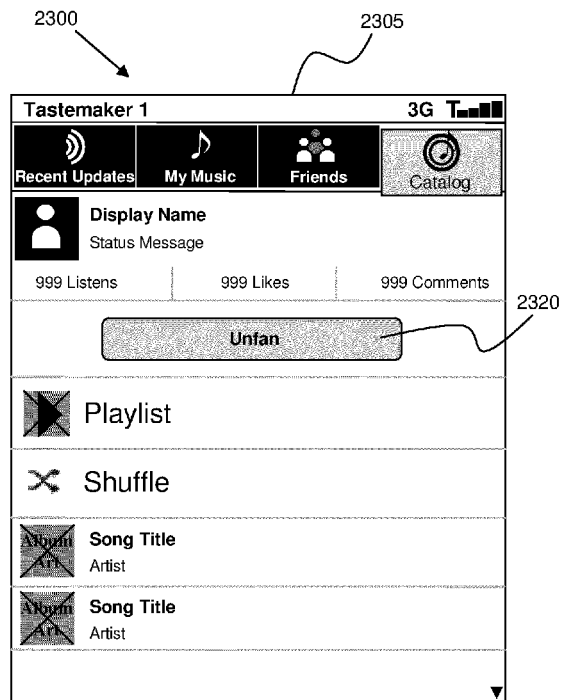 2300
2305
Tastemaker 1 3G
Recent Updates My Music Friends Catalog
Display Name
Status Message
999 Listens 999 Likes 999 Comments
2320
Unfan
Playlist
Shuffle
Album
Art
Song Title
Artist
Album
Art
Song Title
Artist